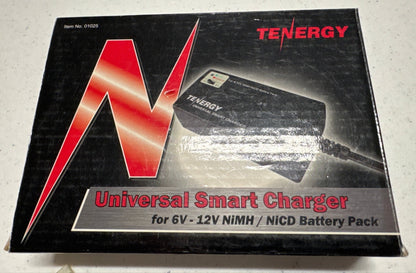 Item No. 01025
TENERGY
TENERGY
Universal Smart Charger
for 6V - 12V NiMH / NiCD Battery Pack